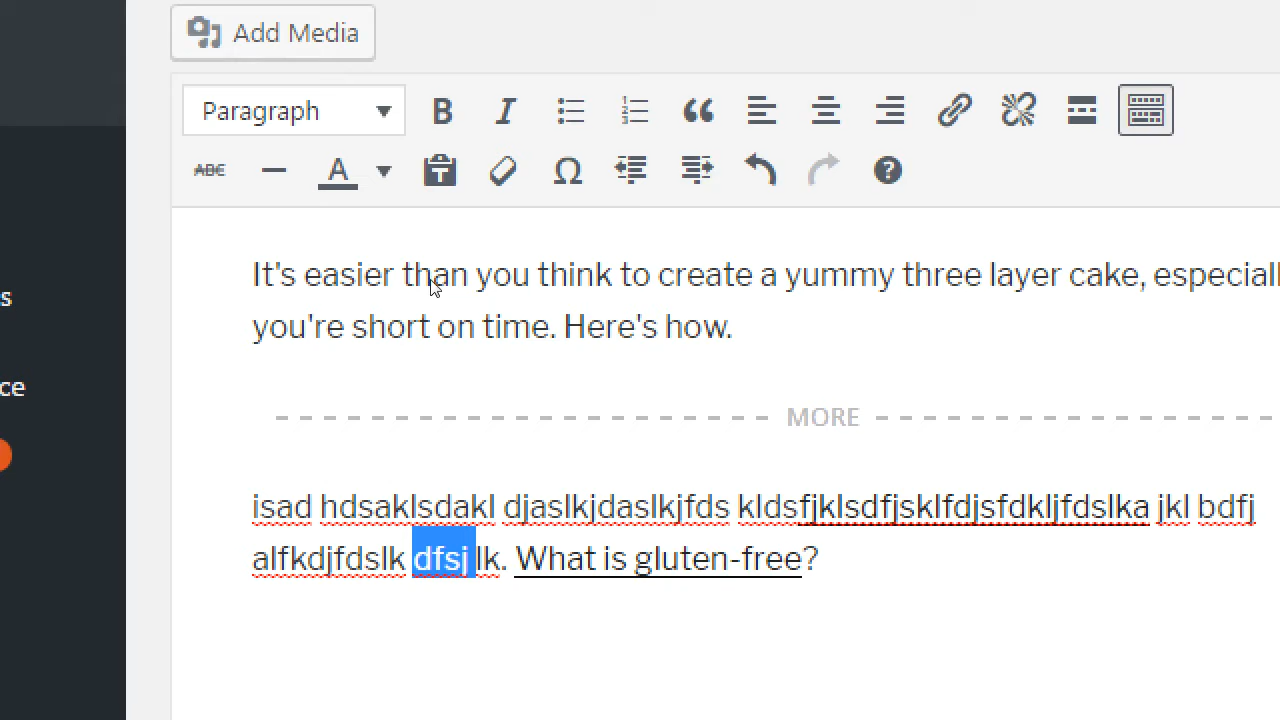 Add Media
Paragraph B I
ABC A Ω ?
s
It's easier than you think to create a yummy three layer cake, especiall
you're short on time. Here's how.
ce
MORE
isad hdsaklsdakl djaslkjdaslkjfds kldsfjklsdfjsklfdjsfdkljfdslka jkl bdfj
alfkdjfdslk dfsj lk. What is gluten-free?